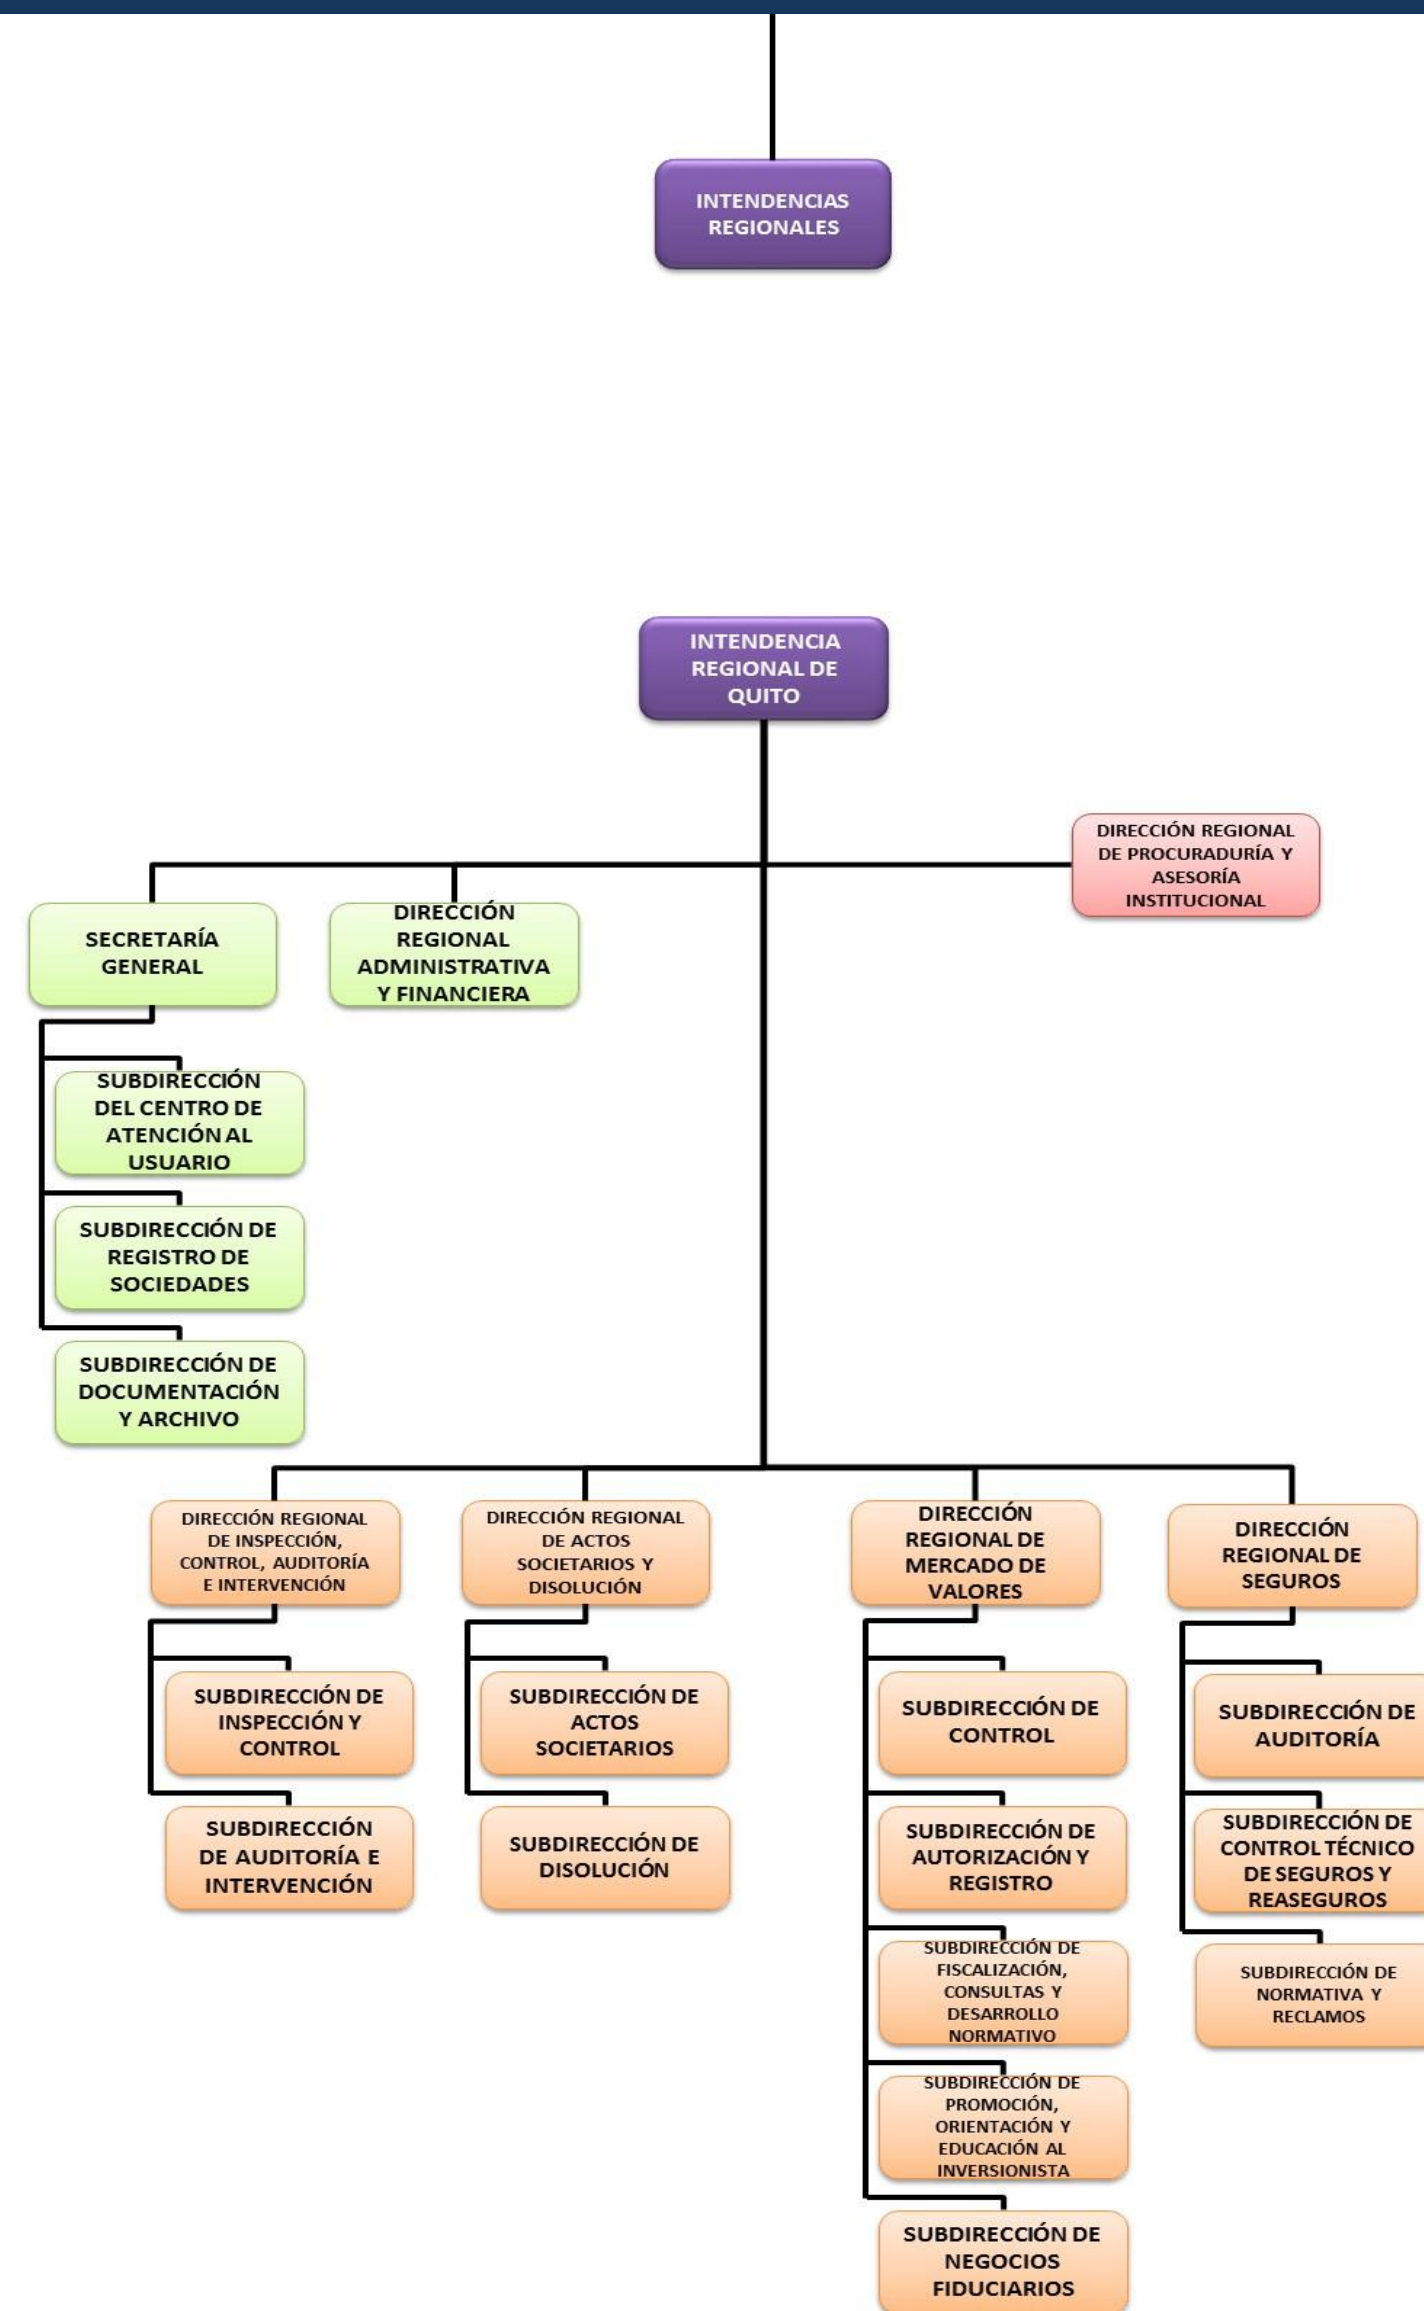 INTENDENCIAS
REGIONALES
INTENDENCIA
REGIONAL DE
QUITO
DIRECCIÓN REGIONAL
DE PROCURADURÍA Y
ASESORÍA
INSTITUCIONAL
SECRETARÍA
GENERAL
DIRECCIÓN
REGIONAL
ADMINISTRATIVA
Y FINANCIERA
SUBDIRECCIÓN
DEL CENTRO DE
ATENCIÓN AL
USUARIO
SUBDIRECCIÓN DE
REGISTRO DE
SOCIEDADES
SUBDIRECCIÓN DE
DOCUMENTACIÓN
Y ARCHIVO
DIRECCIÓN REGIONAL
DE INSPECCIÓN,
CONTROL, AUDITORÍA
E INTERVENCIÓN
SUBDIRECCIÓN DE
INSPECCIÓN Y
CONTROL
SUBDIRECCIÓN
DE AUDITORÍA E
INTERVENCIÓN
DIRECCIÓN REGIONAL
DE ACTOS
SOCIETARIOS Y
DISOLUCIÓN
SUBDIRECCIÓN DE
ACTOS
SOCIETARIOS
SUBDIRECCIÓN DE
DISOLUCIÓN
DIRECCIÓN
REGIONAL DE
MERCADO DE
VALORES
SUBDIRECCIÓN DE
CONTROL
SUBDIRECCIÓN DE
AUTORIZACIÓN Y
REGISTRO
SUBDIRECCIÓN DE
FISCALIZACIÓN,
CONSULTAS Y
DESARROLLO
NORMATIVO
SUBDIRECCIÓN DE
PROMOCIÓN,
ORIENTACIÓN Y
EDUCACIÓN AL
INVERSIONISTA
SUBDIRECCIÓN DE
NEGOCIOS
FIDUCIARIOS
DIRECCIÓN
REGIONAL DE
SEGUROS
SUBDIRECCIÓN DE
AUDITORÍA
SUBDIRECCIÓN DE
CONTROL TÉCNICO
DE SEGUROS Y
REASEGUROS
SUBDIRECCIÓN DE
NORMATIVA Y
RECLAMOS